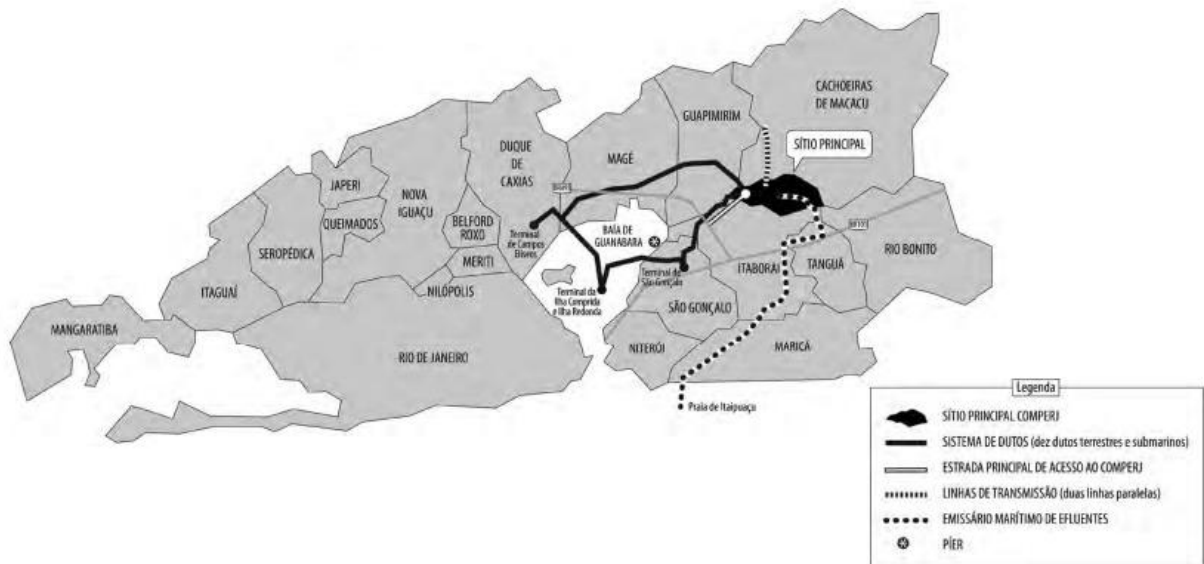 CACHOEIRAS
DE MACACU
GUAPIMIRIM
SÍTIO PRINCIPAL
DUQUE
DE
CAXIAS
MAGÉ
JAPERI
NOVA
IGUAÇU
QUEIMADOS
BELFORD
ROXO
BAÍA DE
GUANABARA
SEROPÉDICA
Terminal
de Campos
Elíseos
MERITI
RIO BONITO
TANGUÁ
ITABORAÍ
Terminal de
São Gonçalo
ITAGUAÍ
NILÓPOLIS
Terminal da
Ilha Comprida
e Ilha Redonda
SÃO GONÇALO
MANGARATIBA
RIO DE JANEIRO
NITERÓI
MARICÁ
Praia de Itaipuaçu
Legenda
SÍTIO PRINCIPAL COMPERJ
SISTEMA DE DUTOS (dez dutos terrestres e submarinos)
ESTRADA PRINCIPAL DE ACESSO AO COMPERJ
LINHAS DE TRANSMISSÃO (duas linhas paralelas)
EMISSÁRIO MARÍTIMO DE EFLUENTES
PÍER